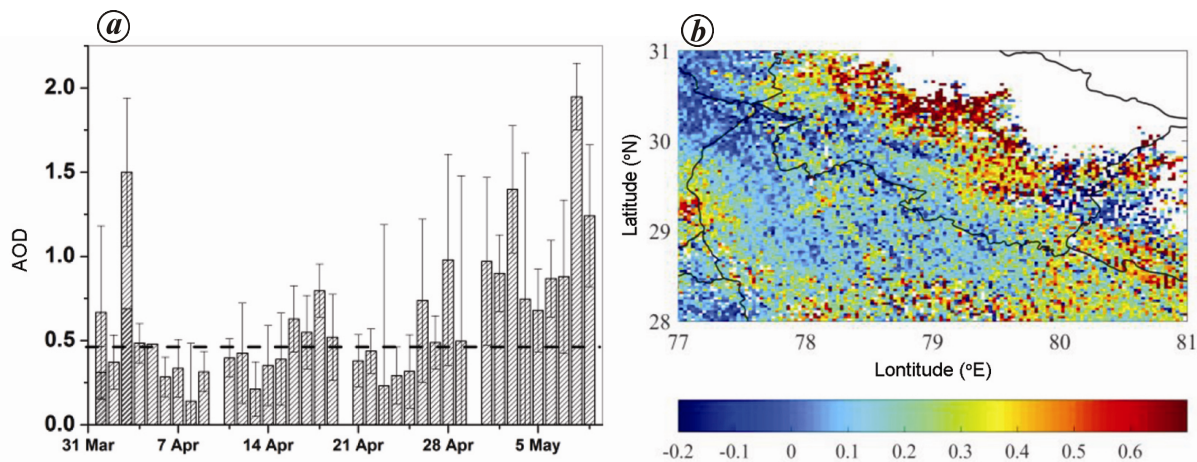 a
b
2.0
1.5
1.0
0.5
0.0
AOD
31 Mar 7 Apr 14 Apr 21 Apr 28 Apr 5 May
31
30
29
28
Latitude (°N)
77 78 79 80 81
Lontitude (°E)
-0.2 -0.1 0 0.1 0.2 0.3 0.4 0.5 0.6